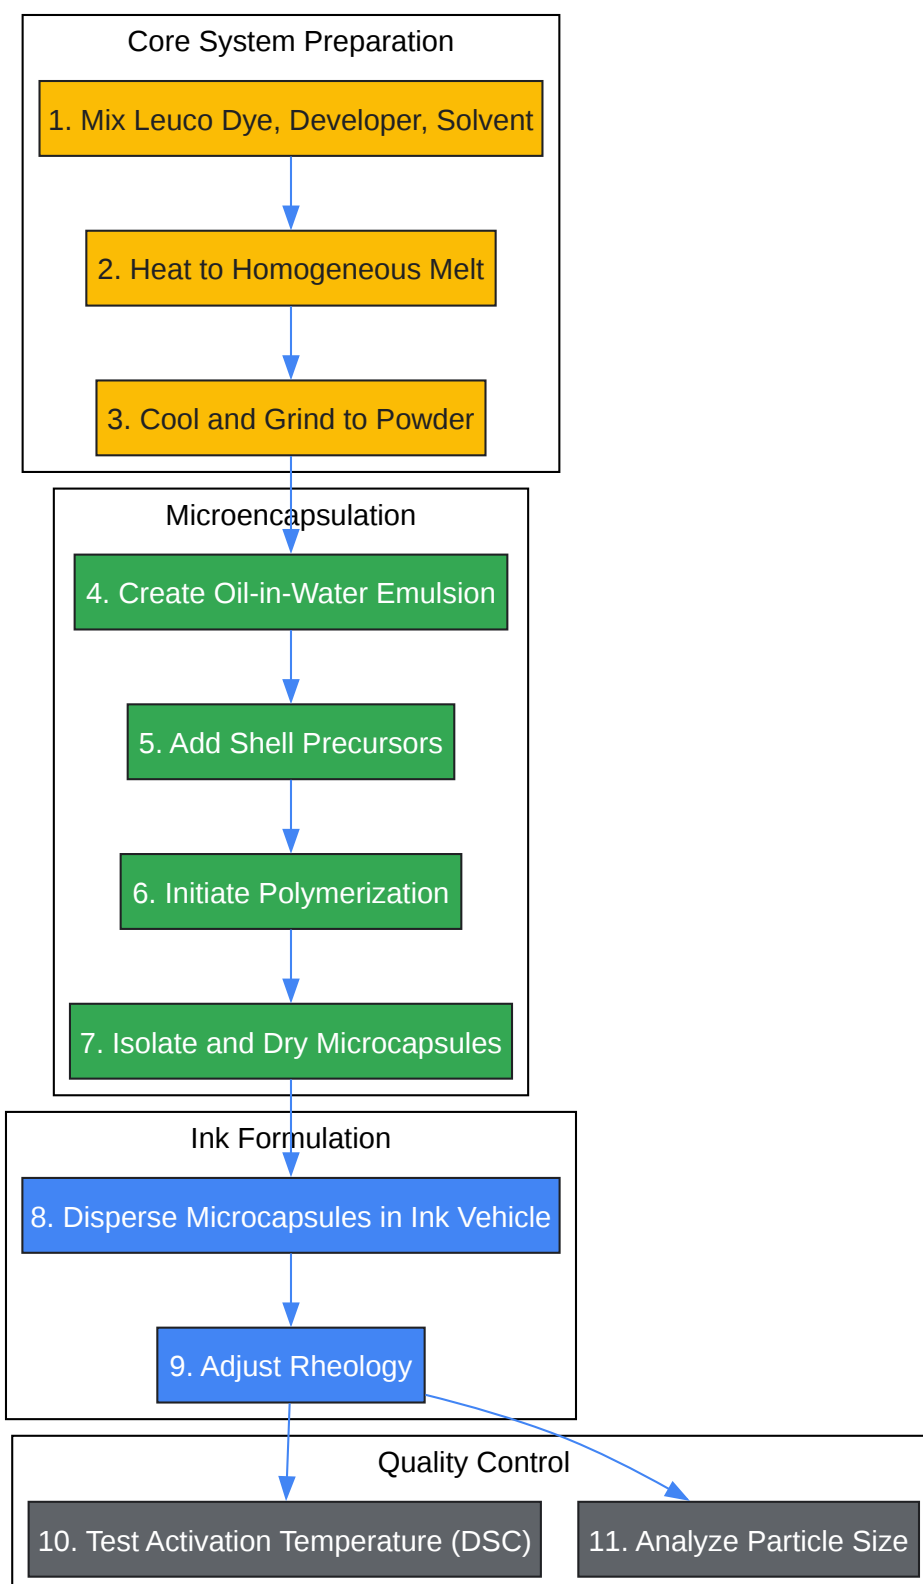 Core System Preparation
1. Mix Leuco Dye, Developer, Solvent
2. Heat to Homogeneous Melt
3. Cool and Grind to Powder
Microencapsulation
4. Create Oil-in-Water Emulsion
5. Add Shell Precursors
6. Initiate Polymerization
7. Isolate and Dry Microcapsules
Ink Formulation
8. Disperse Microcapsules in Ink Vehicle
9. Adjust Rheology
Quality Control
10. Test Activation Temperature (DSC)
11. Analyze Particle Size